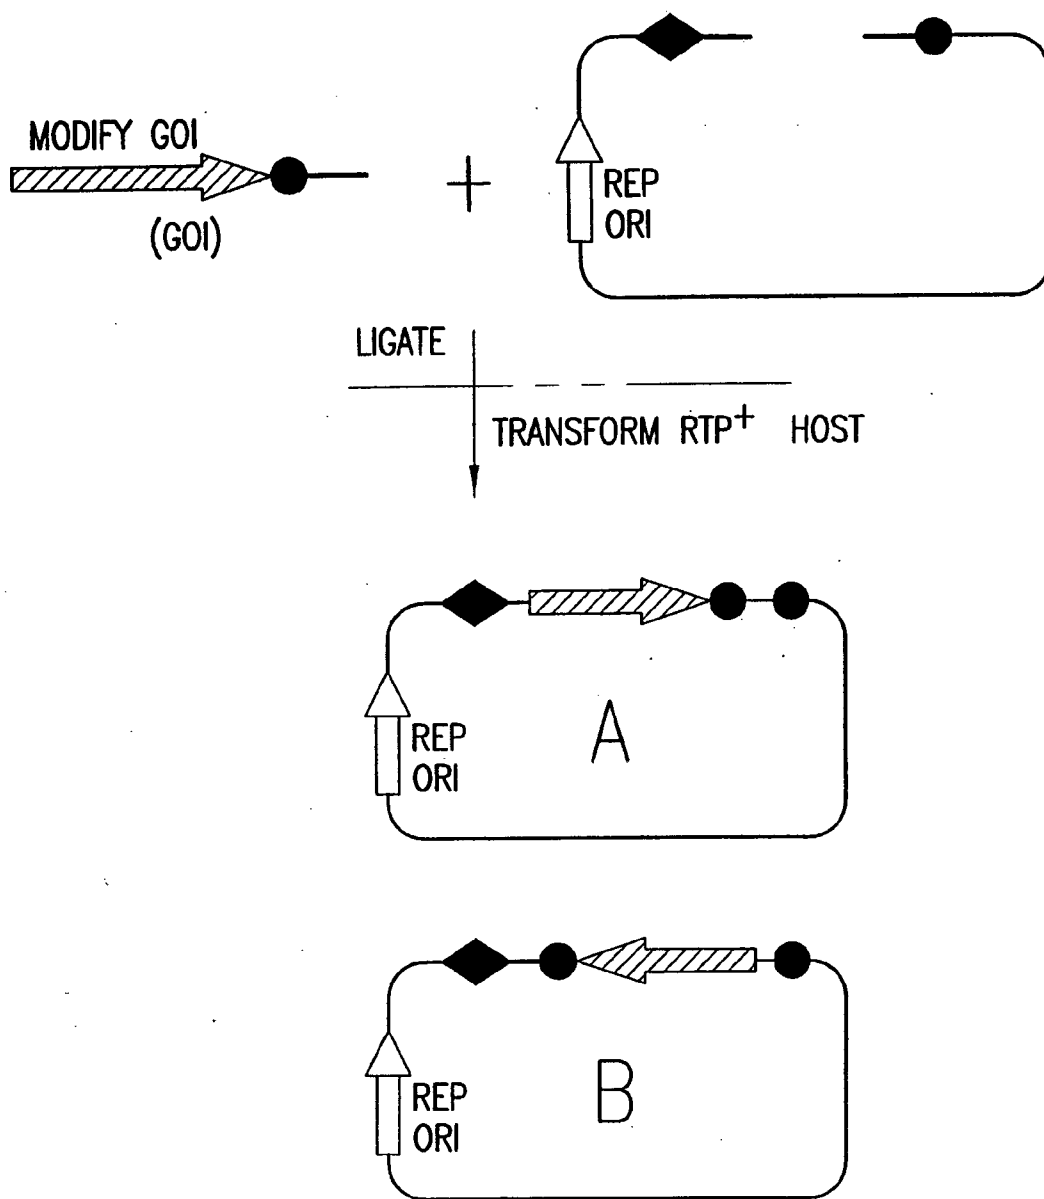 MODIFY GOI
(GOI)
+
REP
ORI
LIGATE
TRANSFORM RTP+ HOST
REP
ORI
A
REP
ORI
B